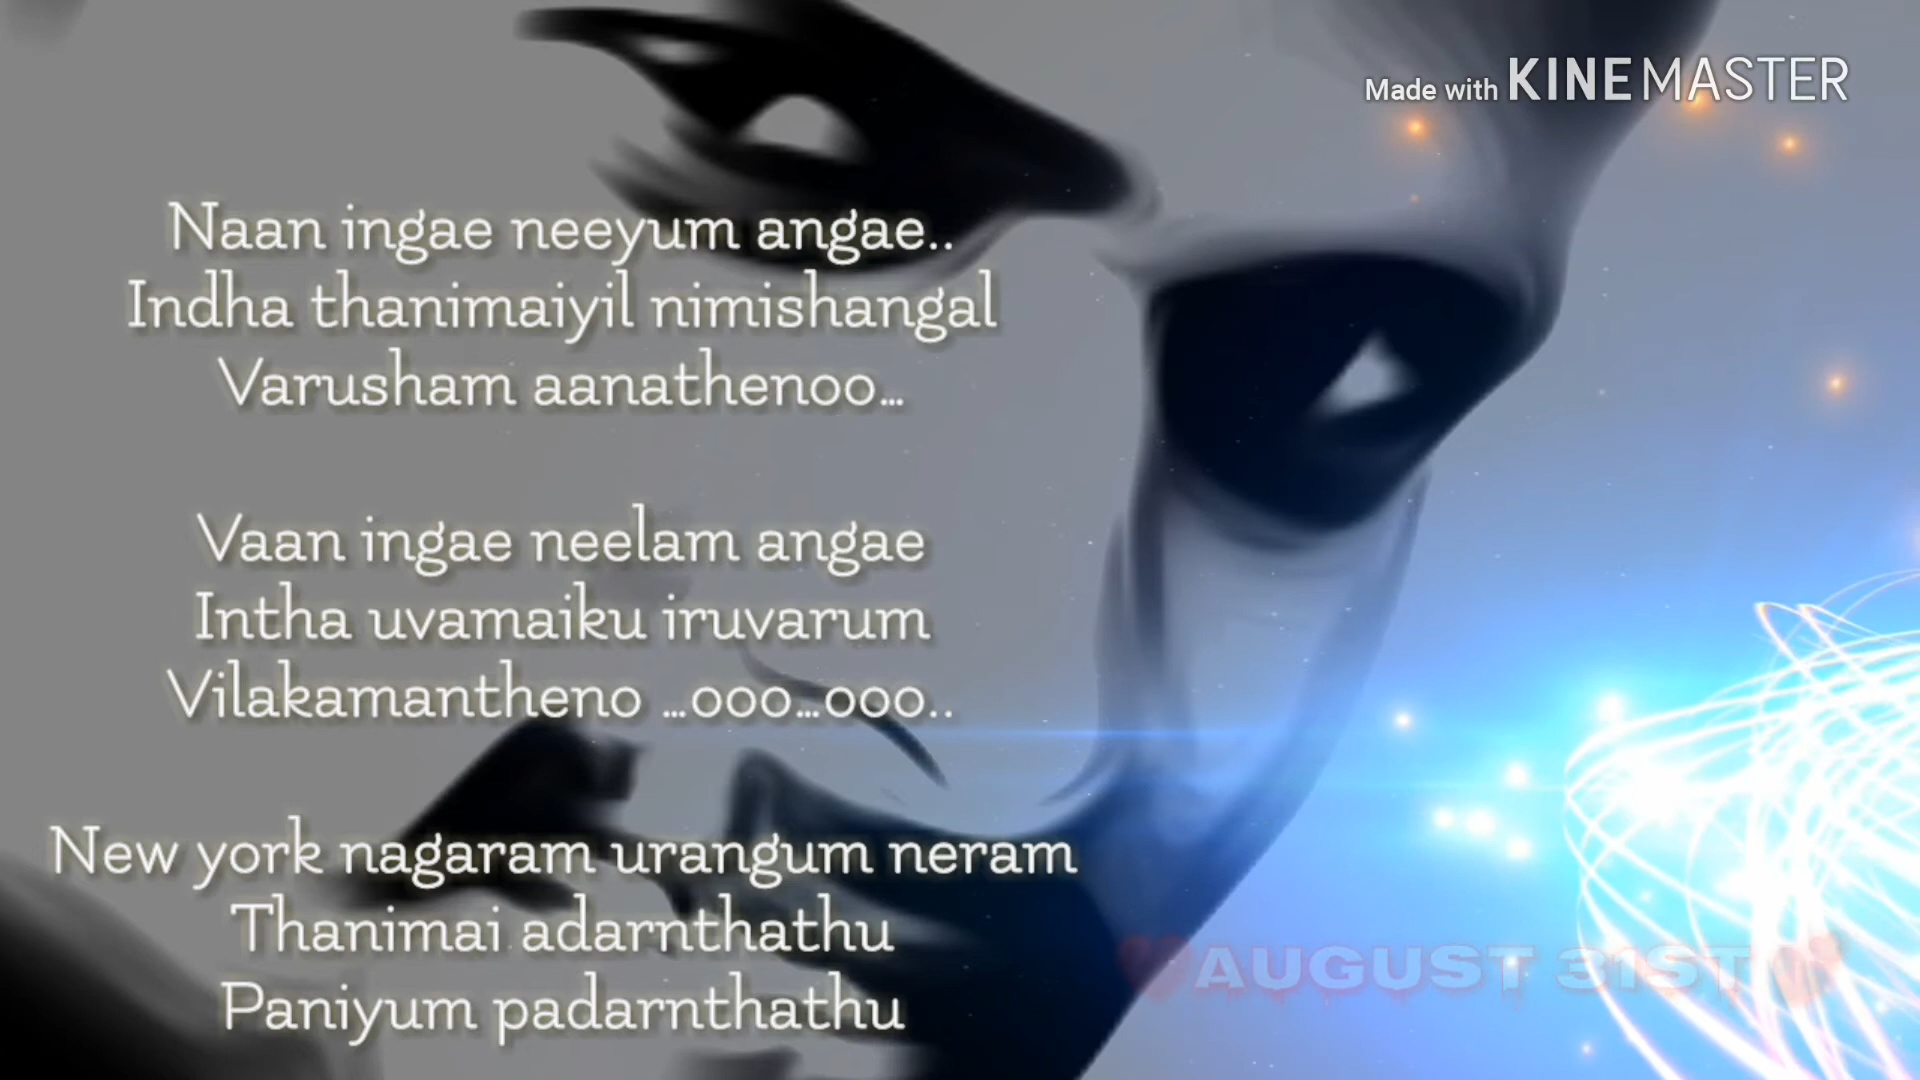 Made with KINEMASTER
Naan ingae neeyum angae..
Indha thanimaiyil nimishangal
Varusham aanathenoo...
Vaan ingae neelam angae
Intha uvamaiku iruvarum
Vilakamantheno ...ooo...ooo..
New york nagaram urangum neram
Thanimai adarnthathu
Paniyum padarnthathu
❤AUGUST 31ST❤